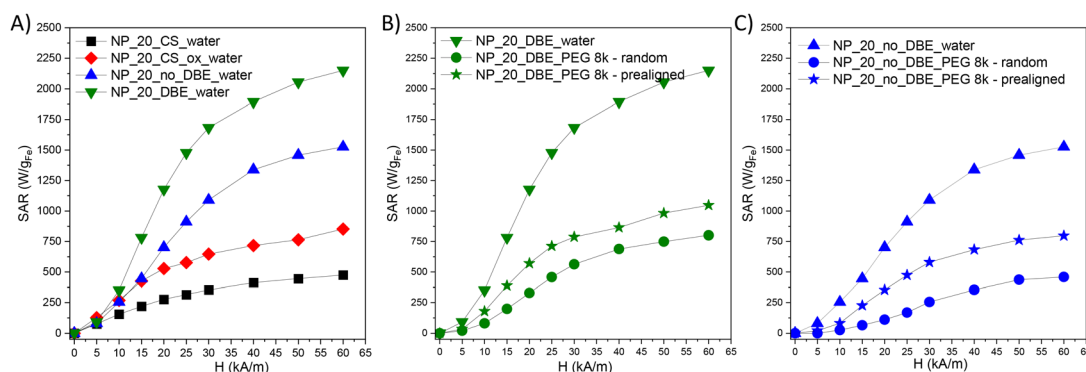 A)
2500
2250
2000
1750
1500
1250
1000
750
500
250
0
SAR (W/gFe)
NP_20_CS_water
NP_20_CS_ox_water
NP_20_no_DBE_water
NP_20_DBE_water
0 5 10 15 20 25 30 35 40 45 50 55 60 65
H (kA/m)
B)
2500
2250
2000
1750
1500
1250
1000
750
500
250
0
SAR (W/gFe)
NP_20_DBE_water
NP_20_DBE_PEG 8k - random
NP_20_DBE_PEG 8k - prealigned
0 5 10 15 20 25 30 35 40 45 50 55 60 65
H (kA/m)
C)
2500
2250
2000
1750
1500
1250
1000
750
500
250
0
SAR (W/gFe)
NP_20_no_DBE_water
NP_20_no_DBE_PEG 8k - random
NP_20_no_DBE_PEG 8k - prealigned
0 5 10 15 20 25 30 35 40 45 50 55 60 65
H (kA/m)